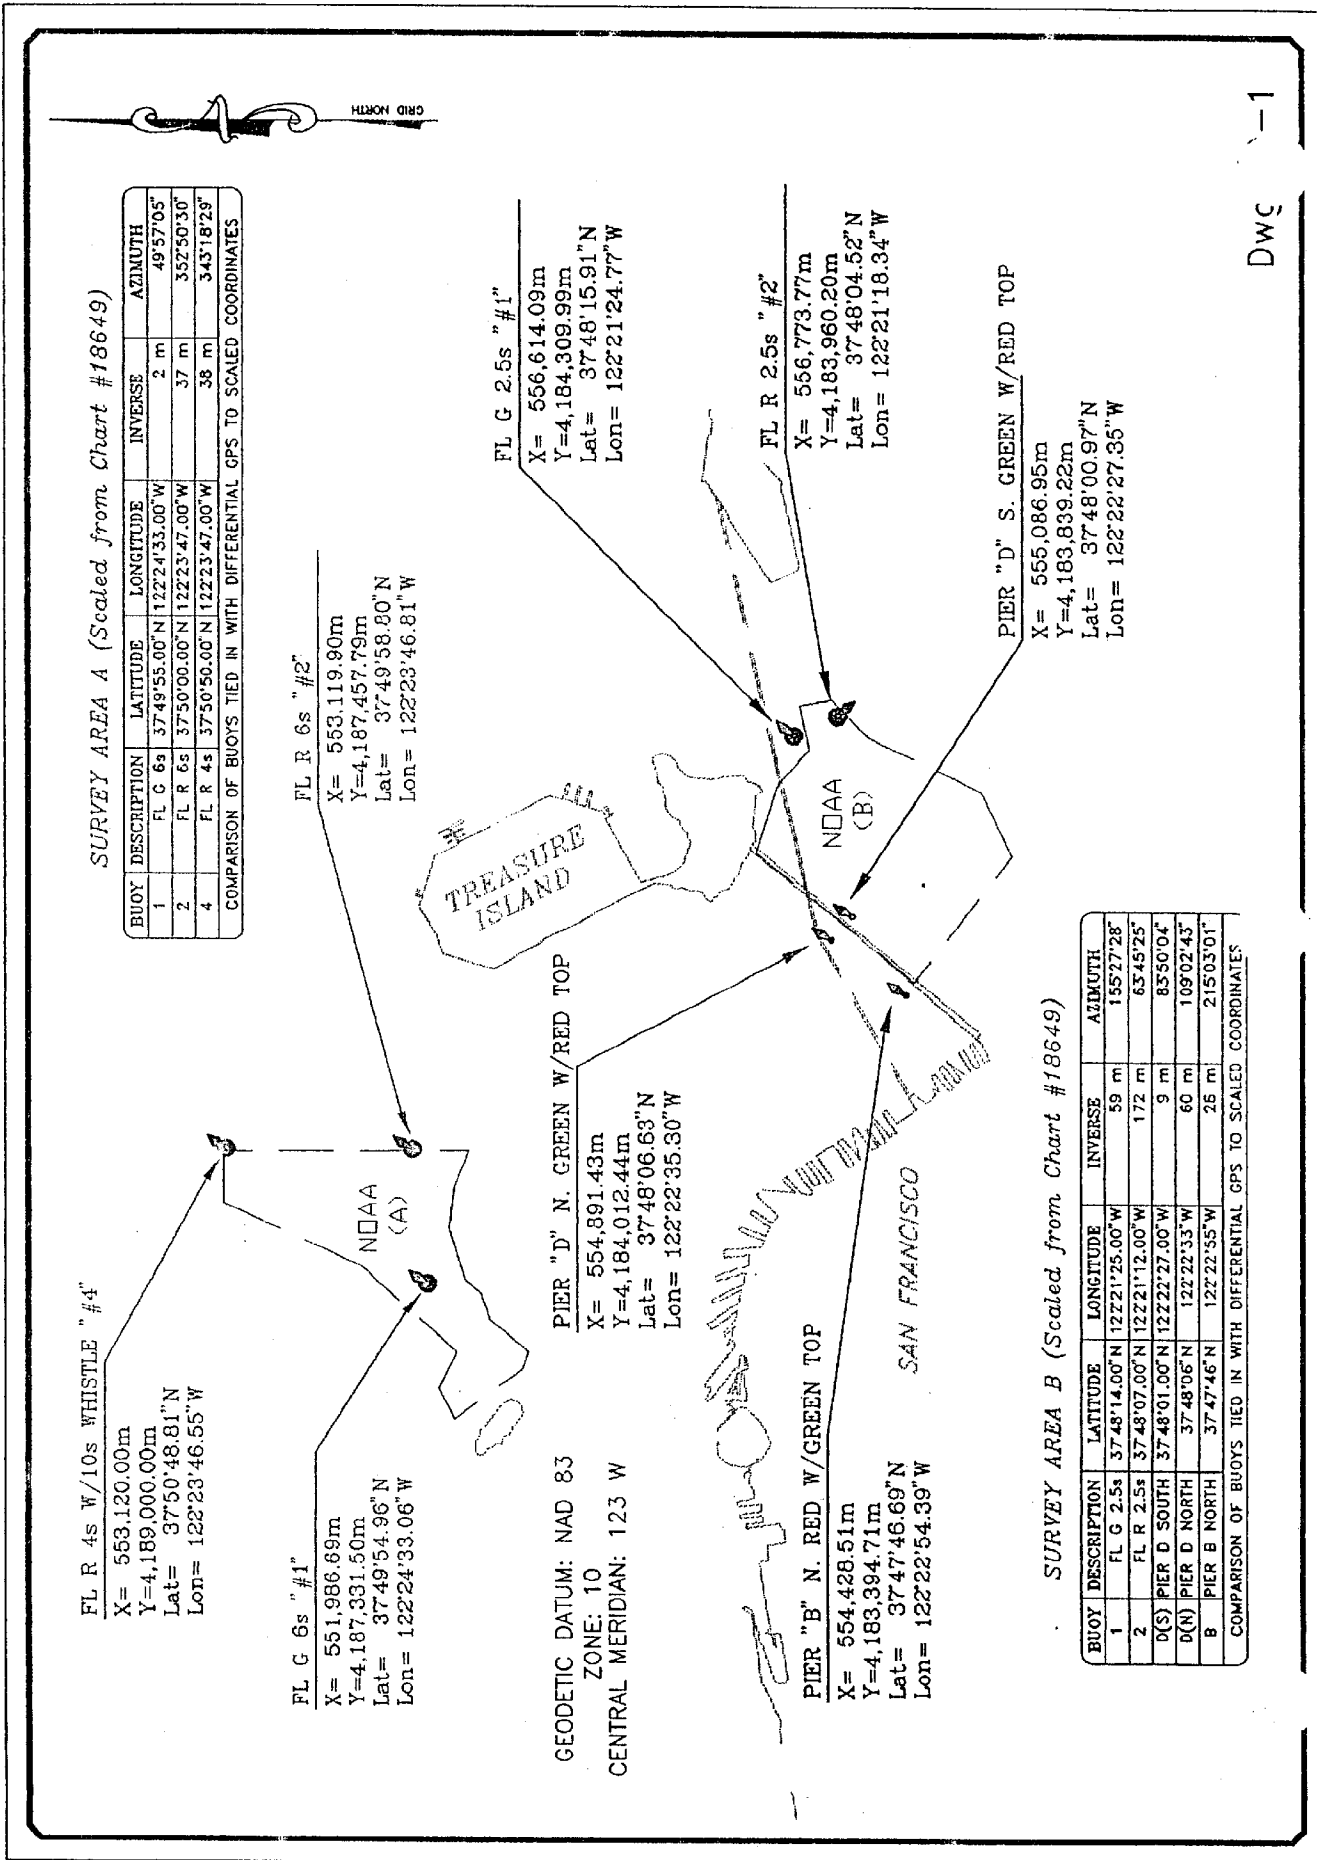 GRID NORTH
SURVEY AREA A (Scaled from Chart #18649)
BUOY DESCRIPTION LATITUDE LONGITUDE INVERSE AZIMUTH
1 FL G 6s 37°49'55.00"N 122°24'33.00"W 2 m 49°57'05"
2 FL R 6s 37°50'00.00"N 122°23'47.00"W 37 m 352°50'30"
4 FL R 4s 37°50'50.00"N 122°23'47.00"W 38 m 343°18'29"
COMPARISON OF BUOYS TIED IN WITH DIFFERENTIAL GPS TO SCALED COORDINATES
FL R 4s W/10s WHISTLE "#4"
X= 553,120.00m
Y=4,189,000.00m
Lat= 37°50'48.81"N
Lon= 122°23'46.55"W
FL R 6s "#2"
X= 553,119.90m
Y=4,187,457.79m
Lat= 37°49'58.80"N
Lon= 122°23'46.81"W
FL G 6s "#1"
X= 551,986.69m
Y=4,187,331.50m
Lat= 37°49'54.96"N
Lon= 122°24'33.06"W
NOAA
(A)
TREASURE
ISLAND
FL G 2.5s "#1"
X= 556,614.09m
Y=4,184,309.99m
Lat= 37°48'15.91"N
Lon= 122°21'24.77"W
GEODETIC DATUM: NAD 83
ZONE: 10
CENTRAL MERIDIAN: 123 W
PIER "D" N. GREEN W/RED TOP
X= 554,891.43m
Y=4,184,012.44m
Lat= 37°48'06.63"N
Lon= 122°22'35.30"W
FL R 2.5s "#2"
X= 556,773.77m
Y=4,183,960.20m
Lat= 37°48'04.52"N
Lon= 122°21'18.34"W
NOAA
(B)
PIER "B" N. RED W/GREEN TOP
X= 554,428.51m
Y=4,183,394.71m
Lat= 37°47'46.69"N
Lon= 122°22'54.39"W
SAN FRANCISCO
PIER "D" S. GREEN W/RED TOP
X= 555,086.95m
Y=4,183,839.22m
Lat= 37°48'00.97"N
Lon= 122°22'27.35"W
SURVEY AREA B (Scaled from Chart #18649)
BUOY DESCRIPTION LATITUDE LONGITUDE INVERSE AZIMUTH
1 FL G 2.5s 37°48'14.00"N 122°21'25.00"W 59 m 155°27'28"
2 FL R 2.5s 37°48'07.00"N 122°21'12.00"W 172 m 63°45'25"
D(S) PIER D SOUTH 37°48'01.00"N 122°22'27.00"W 9 m 83°50'04"
D(N) PIER D NORTH 37°48'06"N 122°22'33"W 60 m 109°02'43"
B PIER B NORTH 37°47'46"N 122°22'55"W 26 m 215°03'01"
COMPARISON OF BUOYS TIED IN WITH DIFFERENTIAL GPS TO SCALED COORDINATES
-1